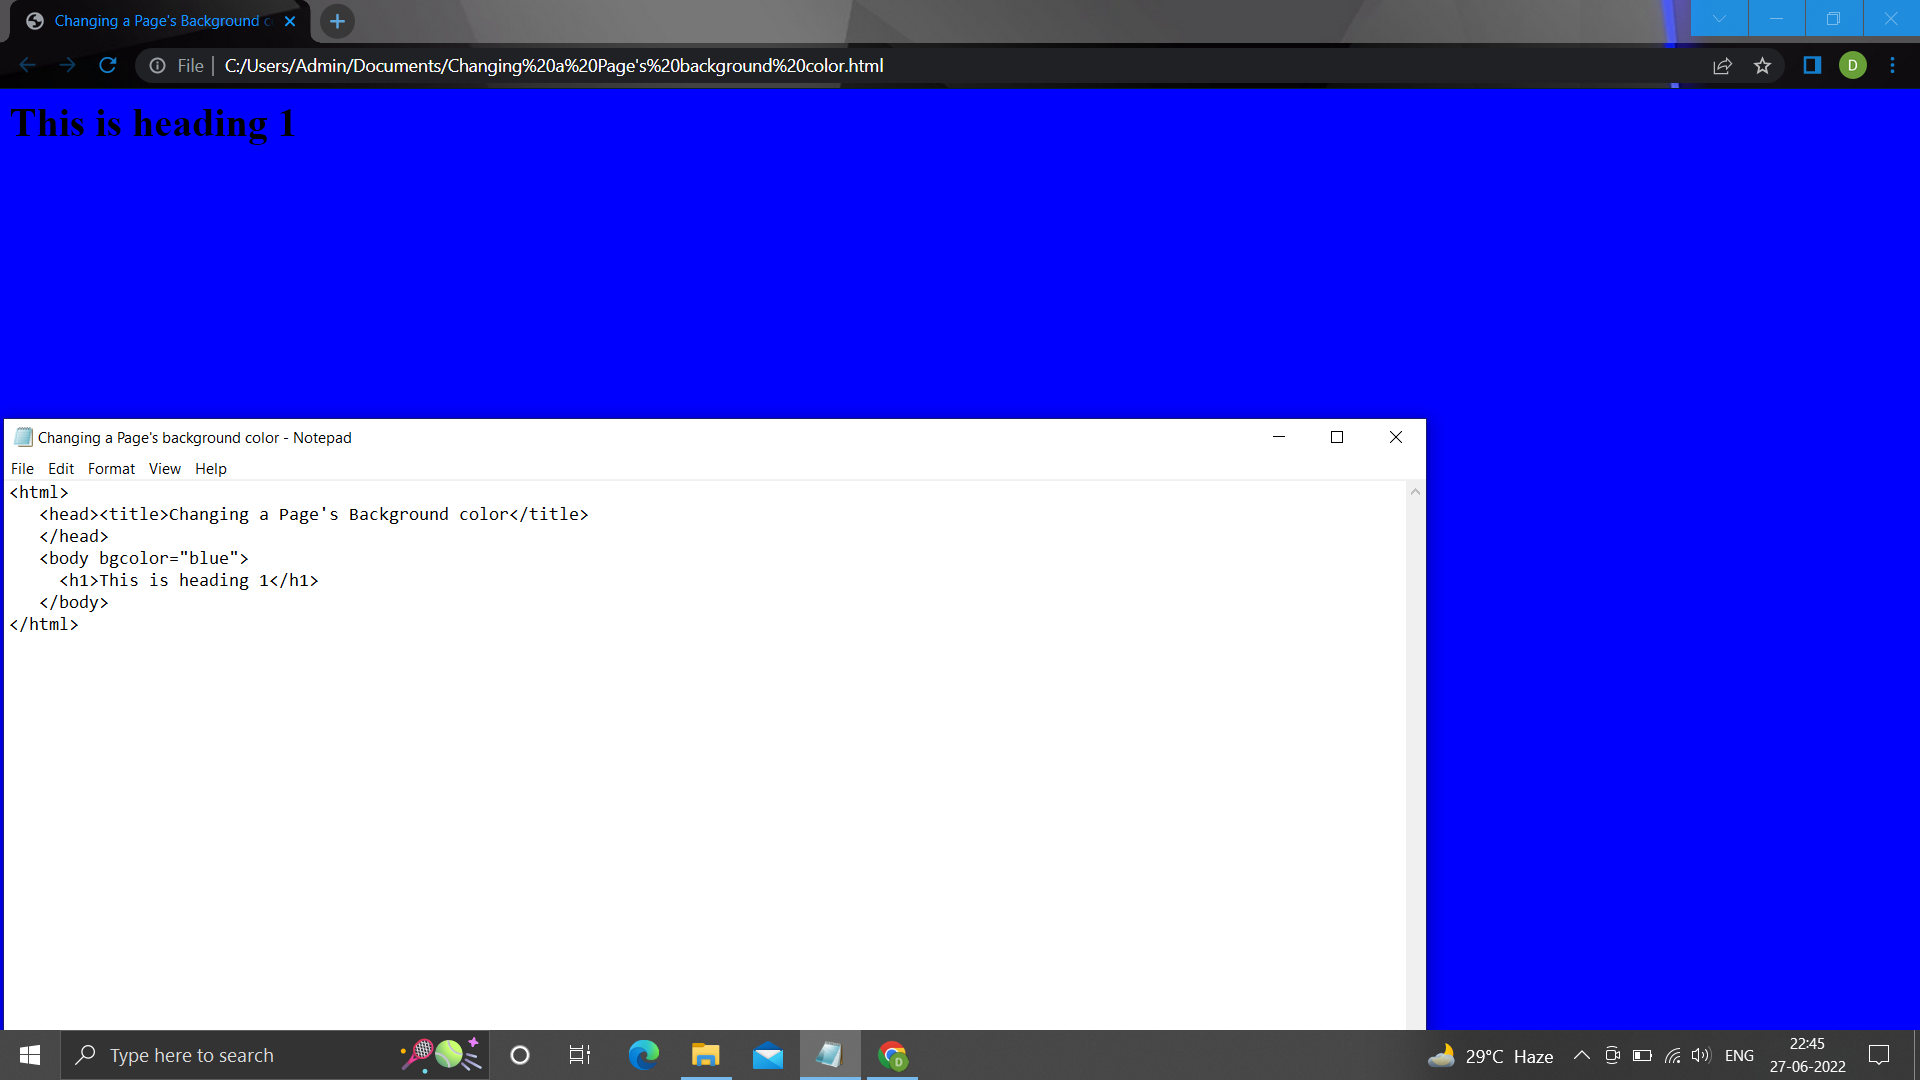 Changing a Page's Background c
File
C:/Users/Admin/Documents/Changing%20a%20Page's%20background%20color.html
D
This is heading 1
Changing a Page's background color - Notepad
File Edit Format View Help
<html>
<head><title>Changing a Page's Background color</title>
</head>
<body bgcolor="blue">
<h1>This is heading 1</h1>
</body>
</html>
Type here to search
D
29°C Haze
ENG
22:45
27-06-2022